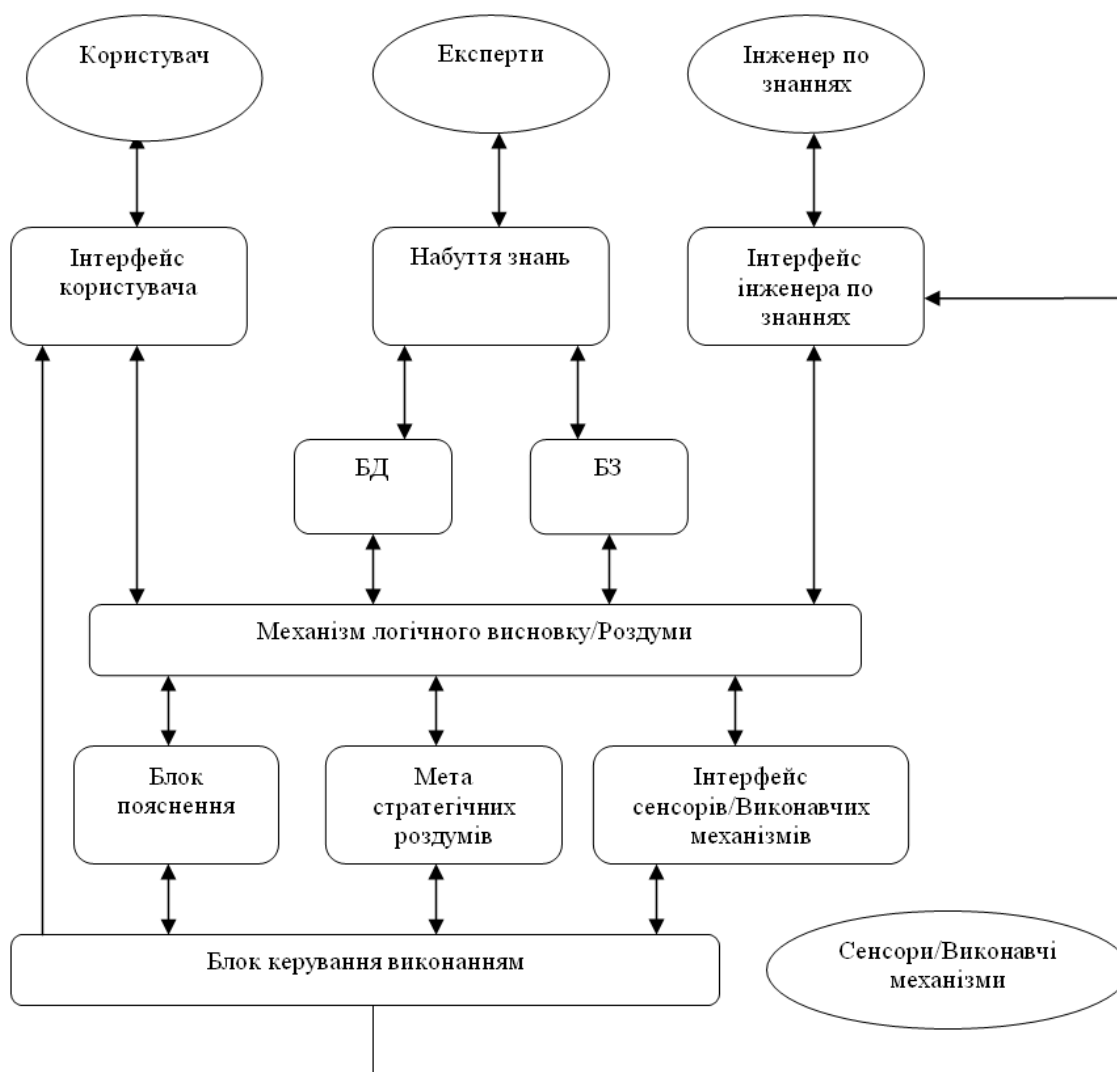 Користувач
Експерти
Інженер по
знаннях
Інтерфейс
користувача
Набуття знань
Інтерфейс
інженера по
знаннях
БД
БЗ
Механізм логічного висновку/Роздуми
Блок
пояснення
Мета
стратегічних
роздумів
Інтерфейс
сенсорів/Виконавчих
механізмів
Блок керування виконанням
Сенсори/Виконавчі
механізми